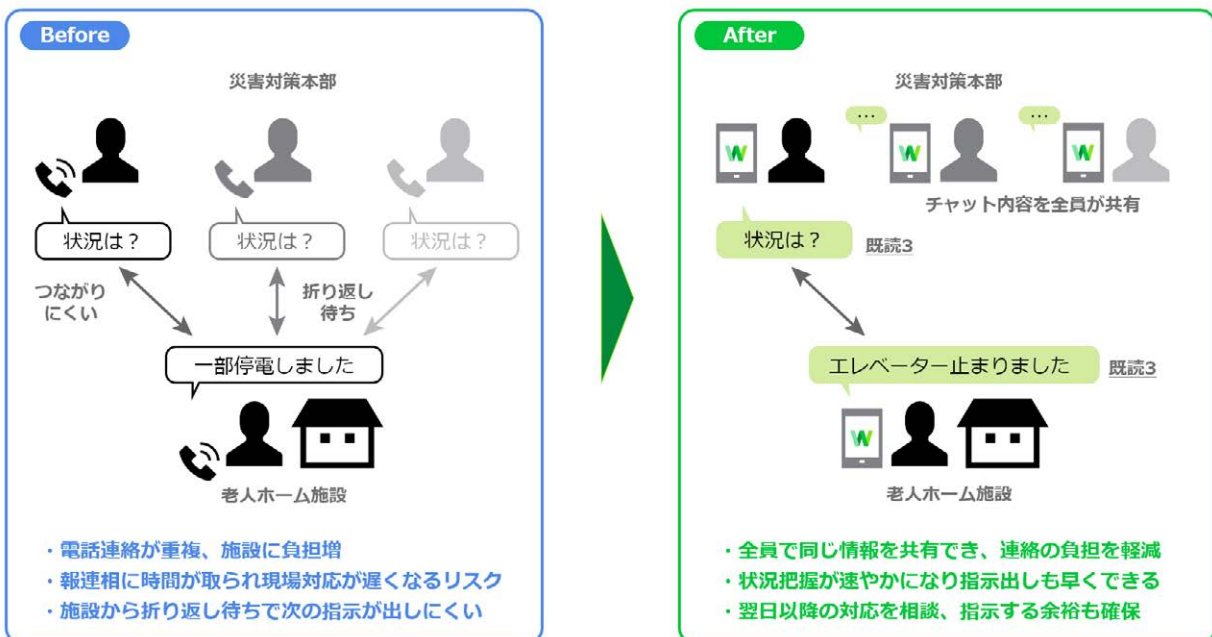 Before
災害対策本部
状況は？
状況は？
状況は？
つながり
にくい
折り返し
待ち
一部停電しました
老人ホーム施設
・電話連絡が重複、施設に負担増
・報連相に時間が取られ現場対応が遅くなるリスク
・施設から折り返し待ちで次の指示が出しにくい
After
災害対策本部
…
…
W
W
W
チャット内容を全員が共有
状況は？
既読3
エレベーター止まりました
既読3
W
老人ホーム施設
・全員で同じ情報を共有でき、連絡の負担を軽減
・状況把握が速やかになり指示出しも早くできる
・翌日以降の対応を相談、指示する余裕も確保